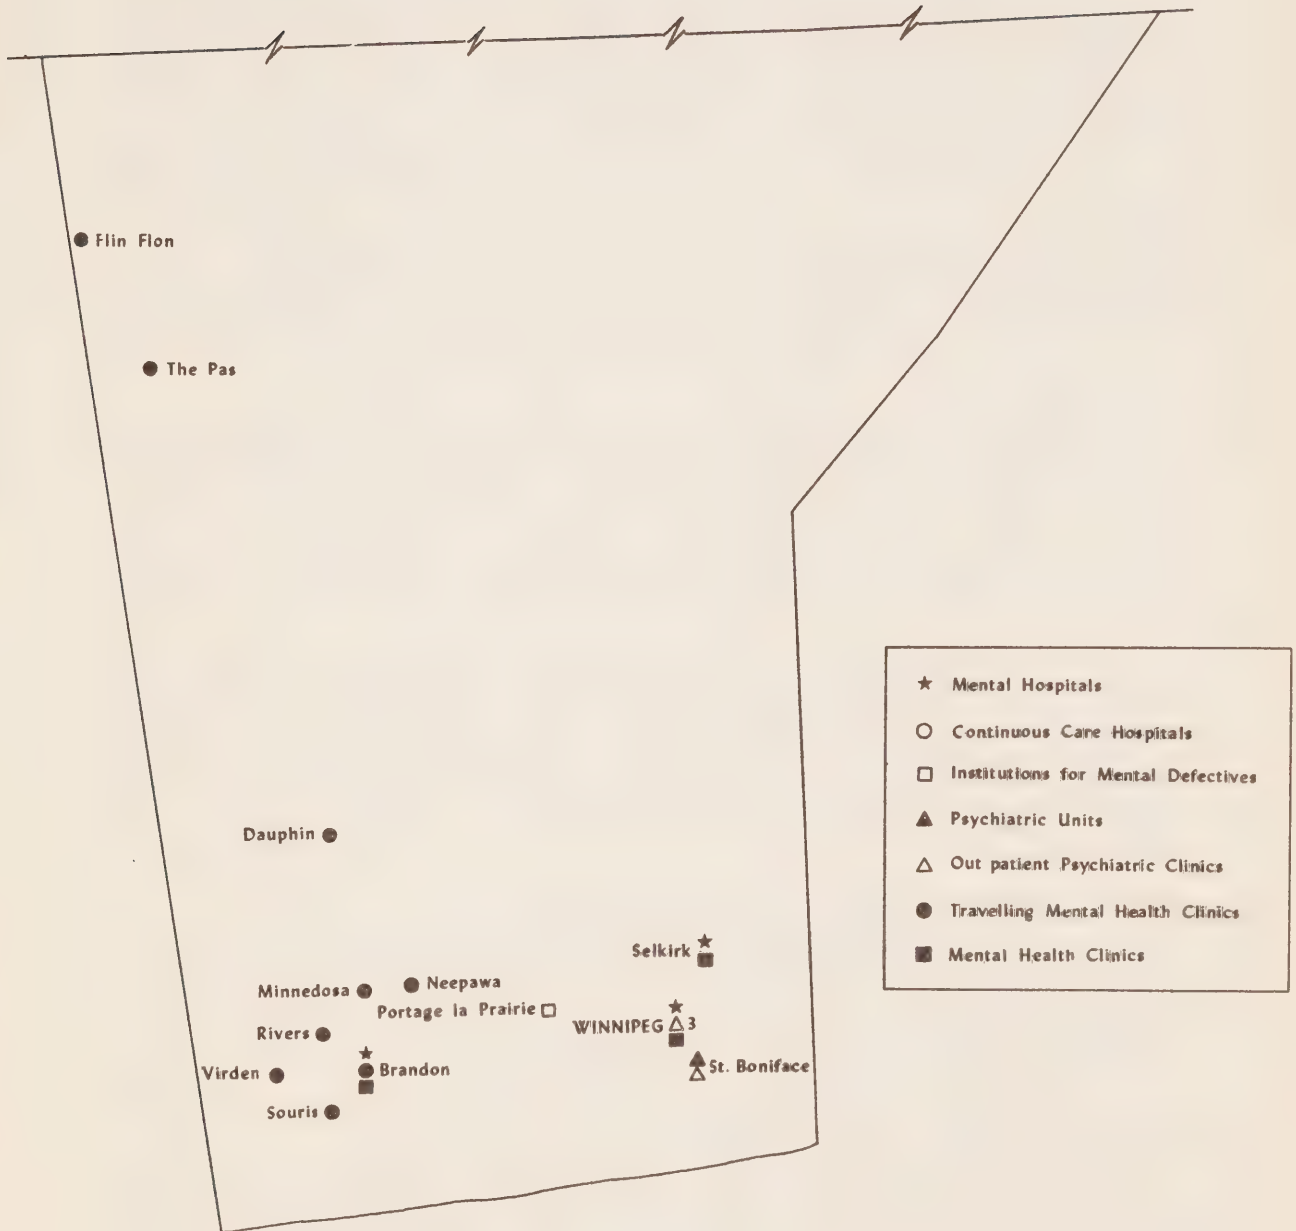 Flin Flon
The Pas
Dauphin
Selkirk
Minnedosa
Neepawa
Portage la Prairie
WINNIPEG 3
Rivers
Virden
Brandon
St. Boniface
Souris
Mental Hospitals
Continuous Care Hospitals
Institutions for Mental Defectives
Psychiatric Units
Out patient Psychiatric Clinics
Travelling Mental Health Clinics
Mental Health Clinics